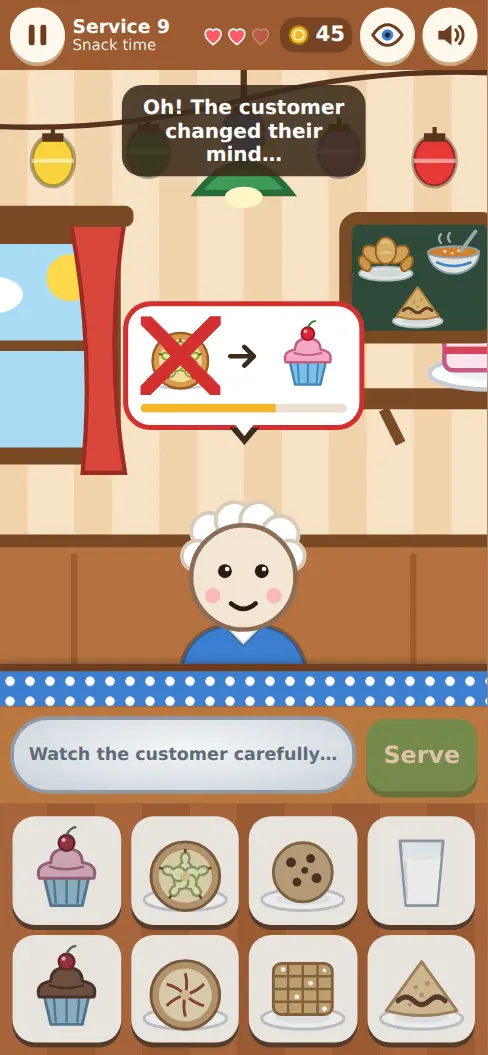 Service 9
Snack time
45
Oh! The customer
changed their
mind…
Watch the customer carefully…
Serve